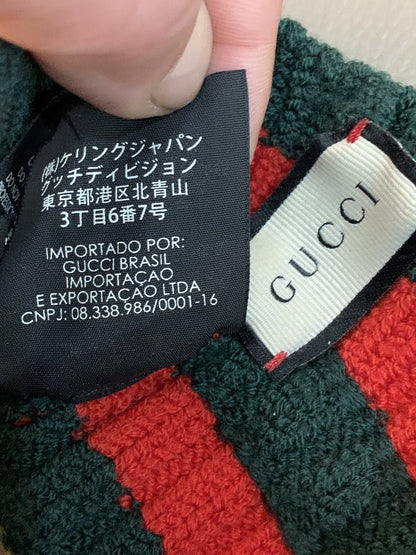 (株)ケリングジャパン
グッチディビジョン
東京都港区北青山
3丁目6番7号
IMPORTADO POR:
GUCCI BRASIL
IMPORTAÇAO
E EXPORTAÇAO LTDA
CNPJ: 08.338.986/0001-16
GUCCI